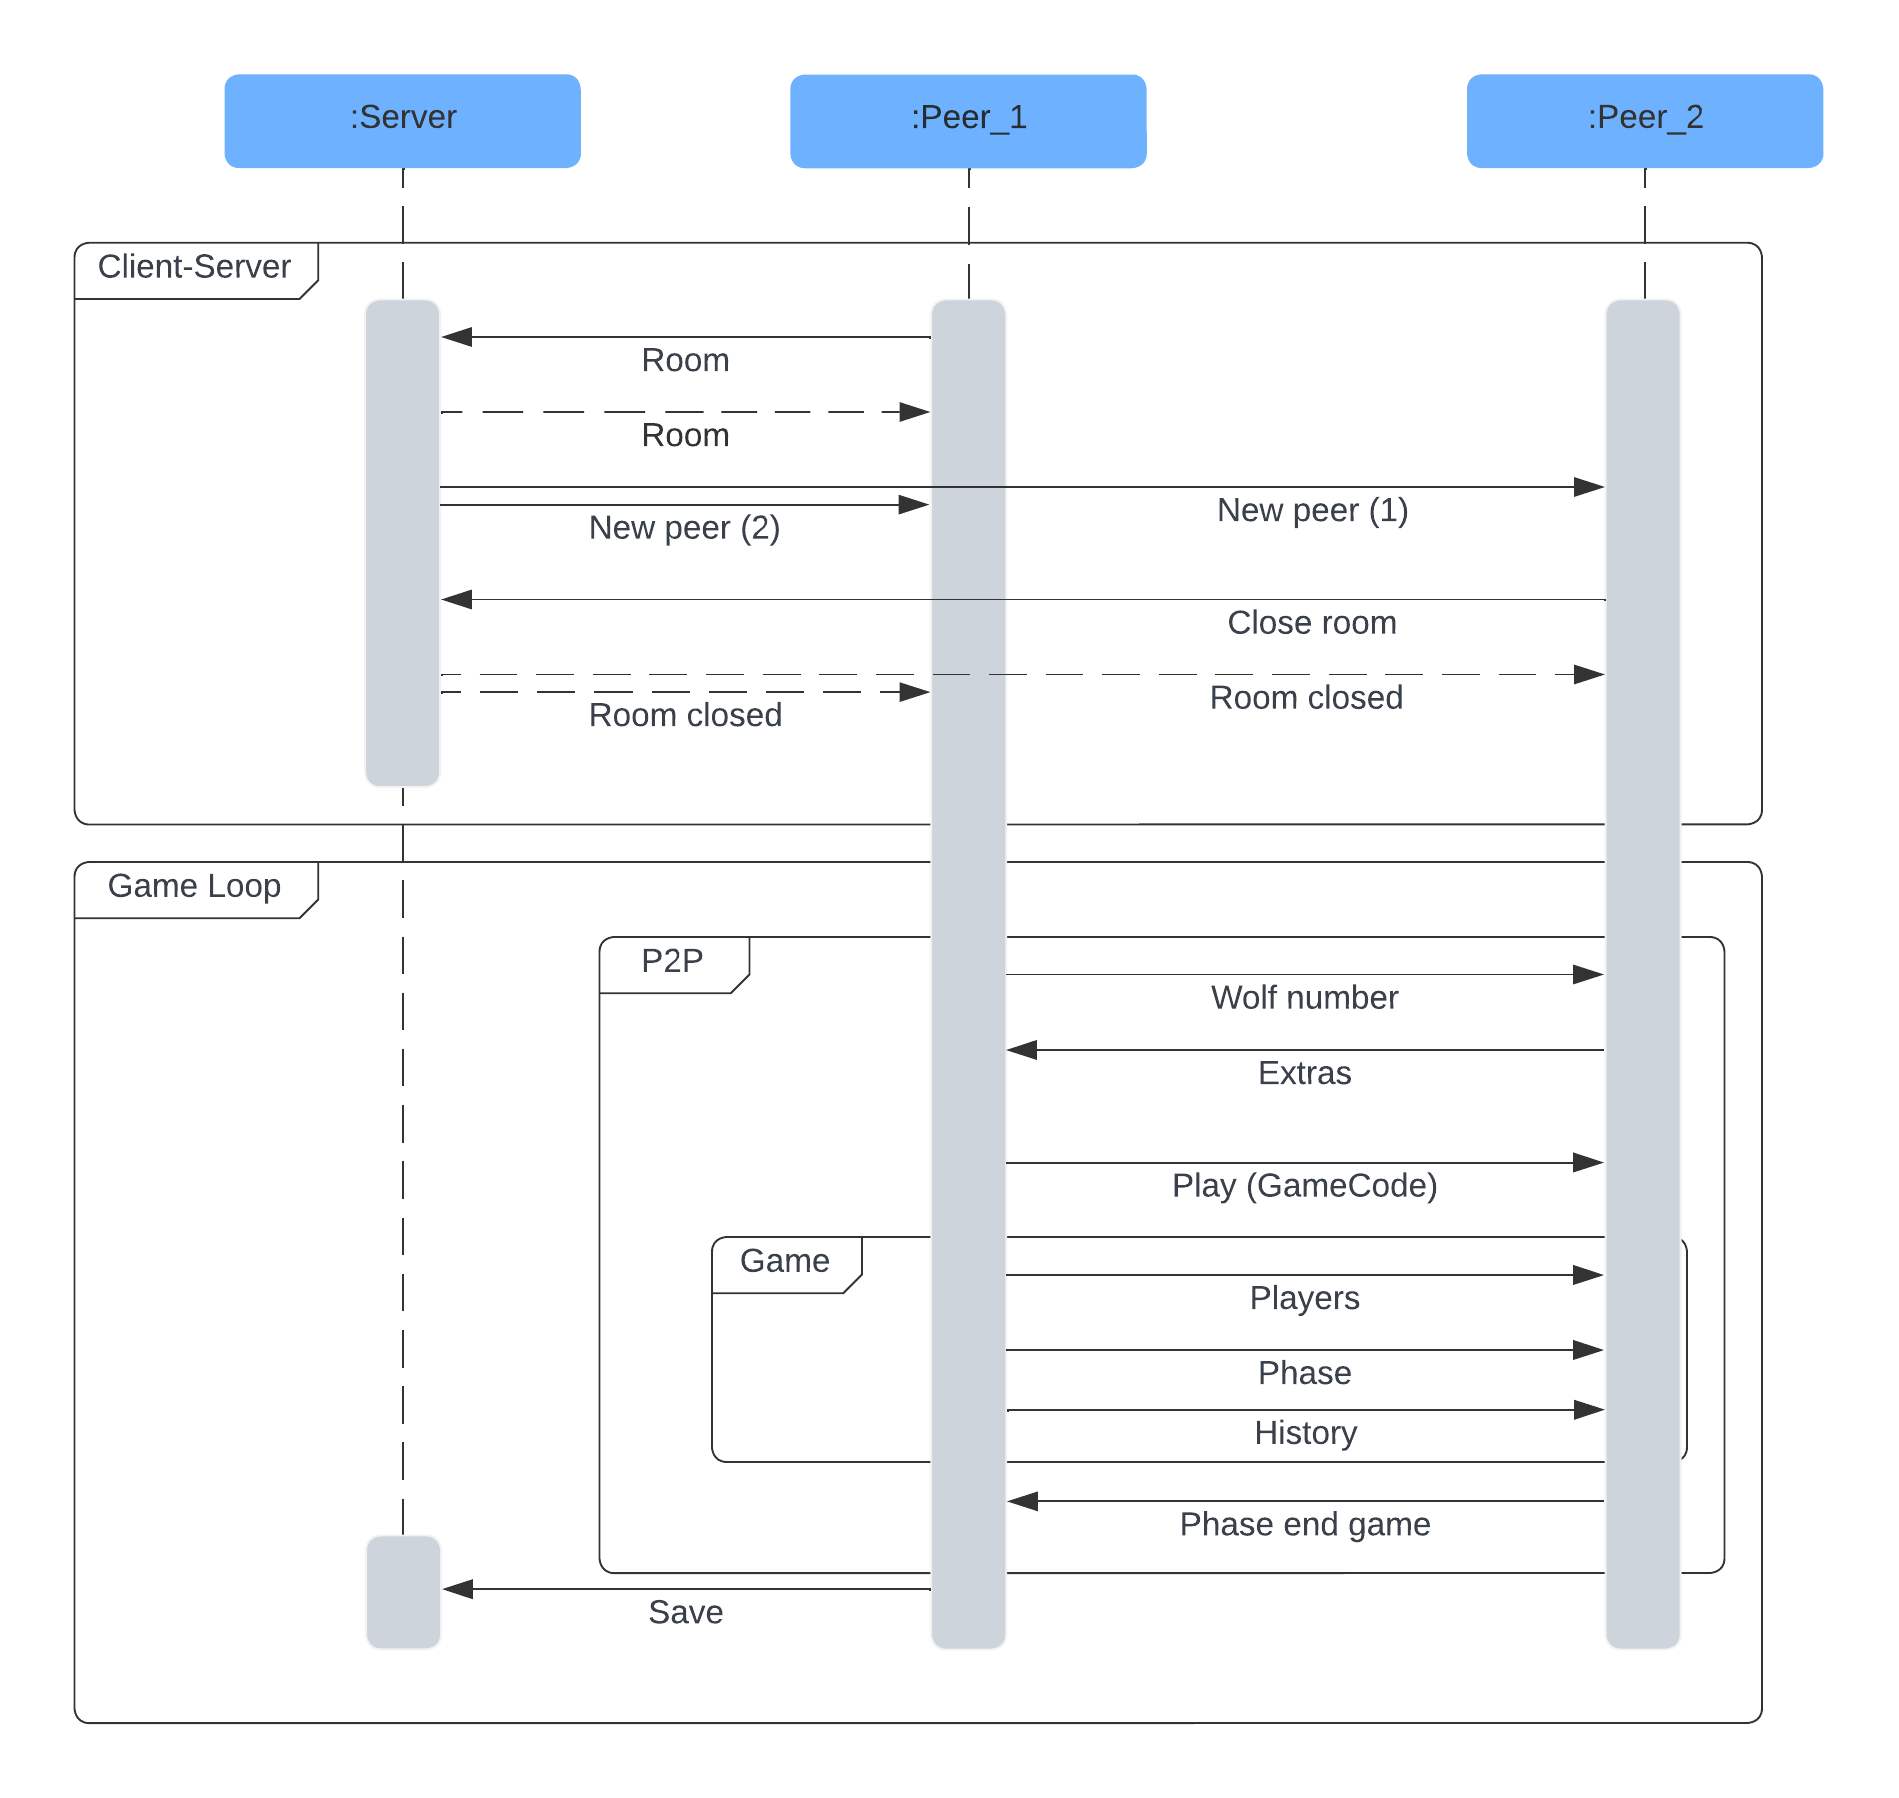 :Server
:Peer_1
:Peer_2
Client-Server
Room
Room
New peer (1)
New peer (2)
Close room
Room closed
Room closed
Game Loop
P2P
Wolf number
Extras
Play (GameCode)
Game
Players
Phase
History
Phase end game
Save